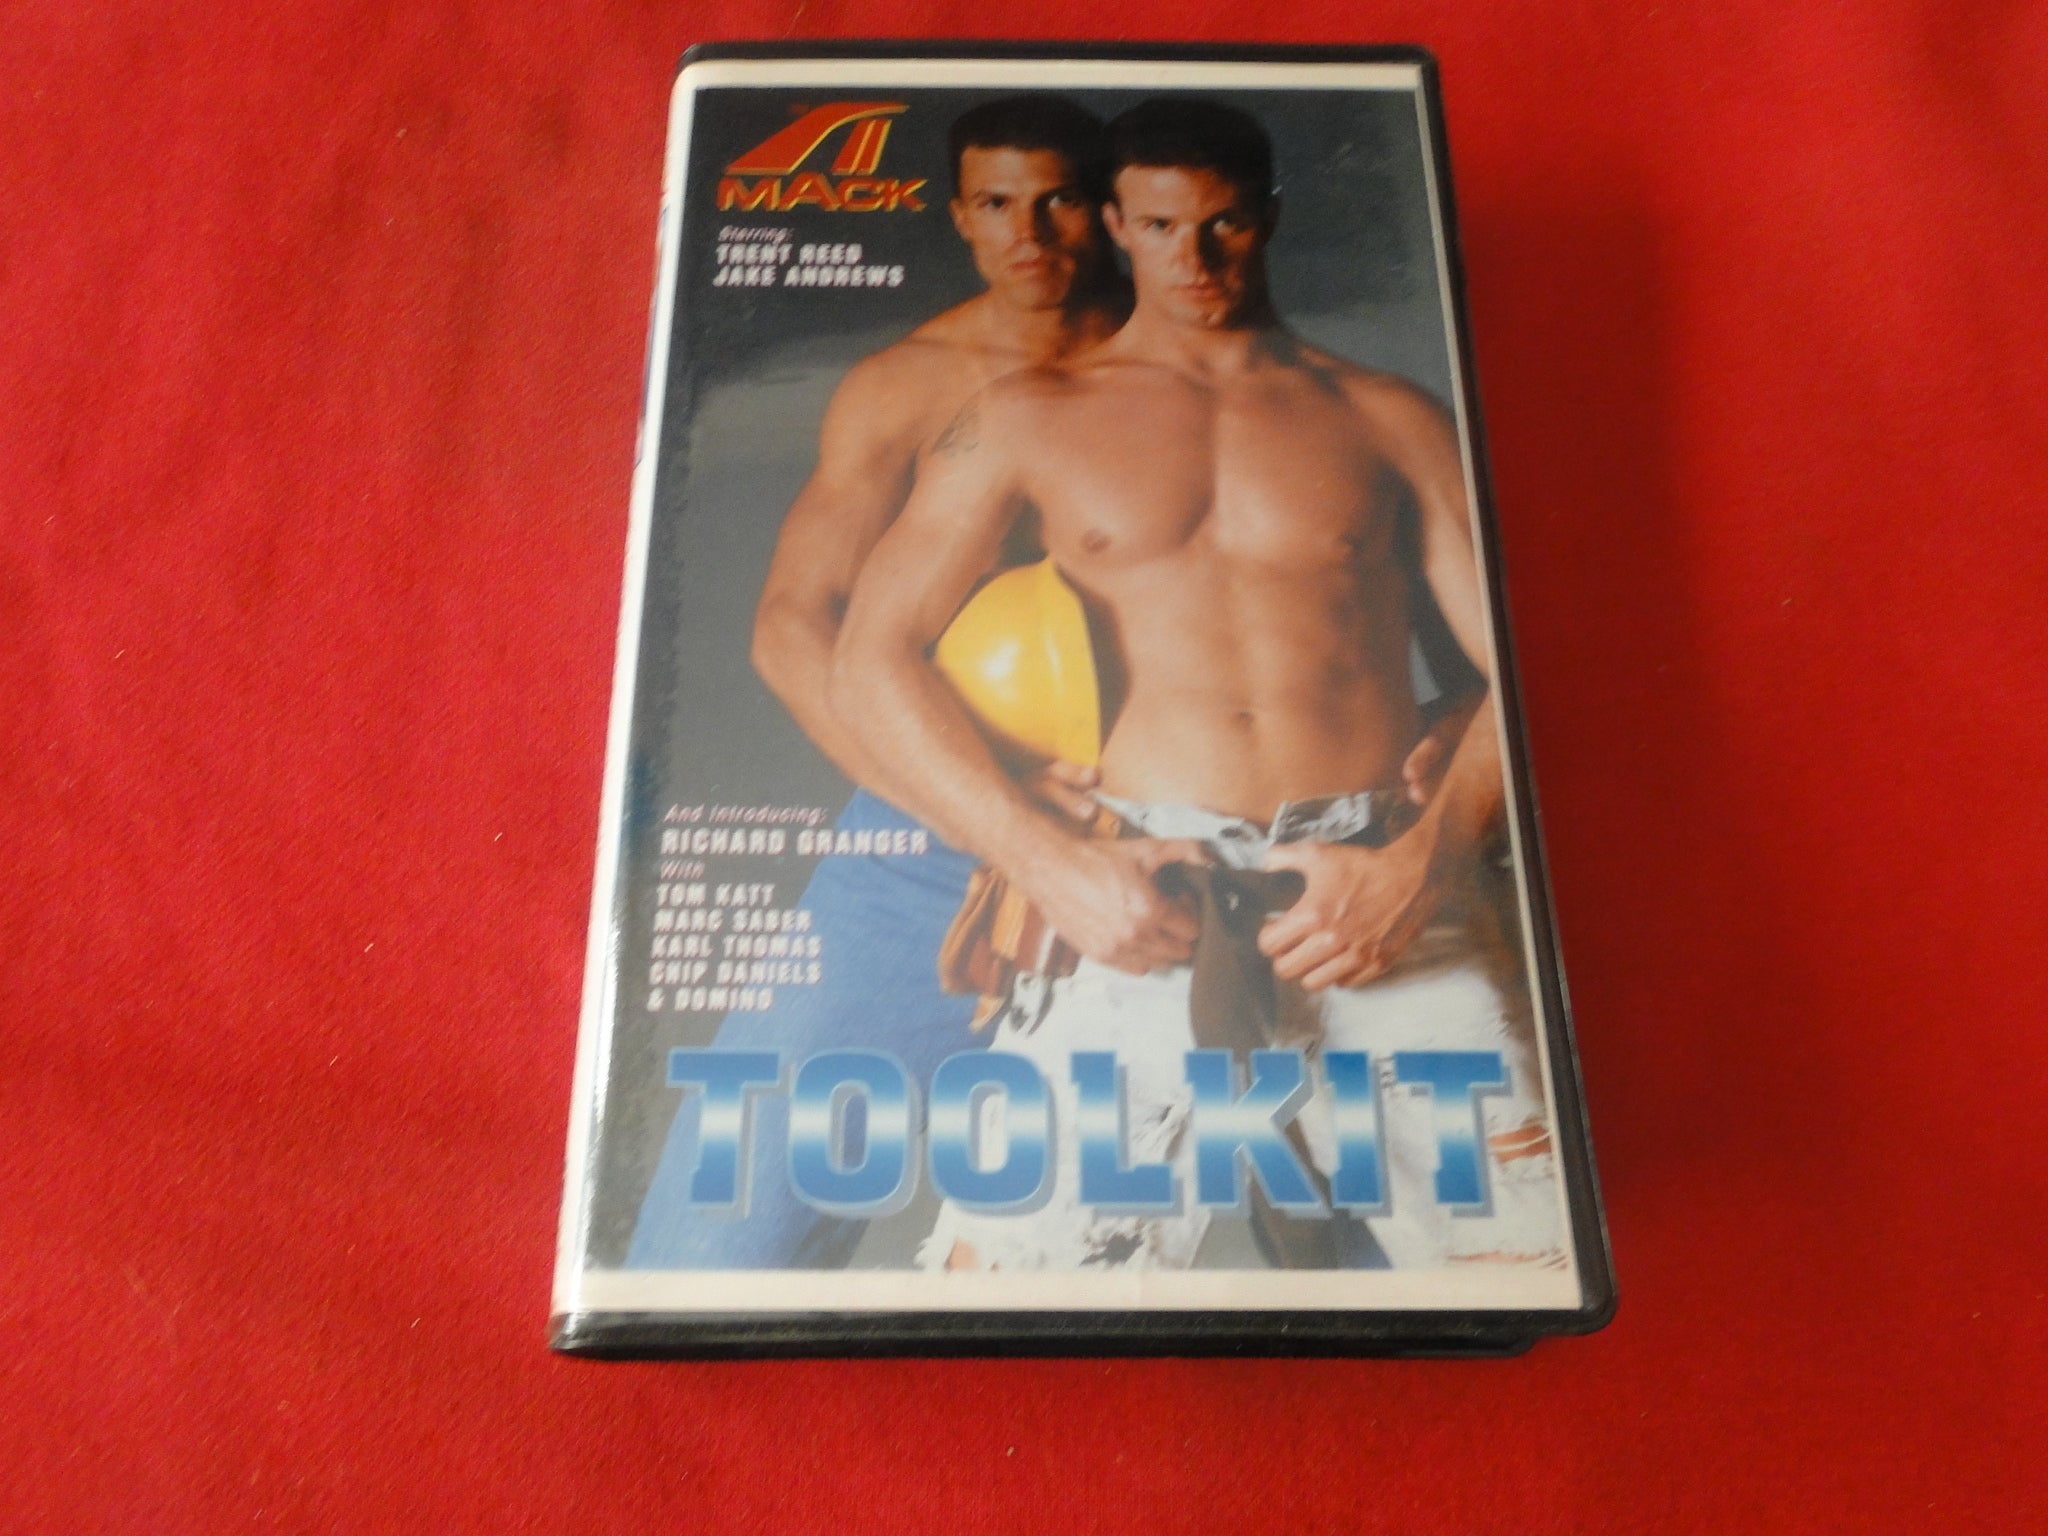 MACK
Starring:
TRENT REED
JAKE ANDREWS
And introducing:
RICHARD GRANGER
With
TOM KATT
MARC SABER
KARL THOMAS
CHIP DANIELS
& DOMINO
TOOLKIT